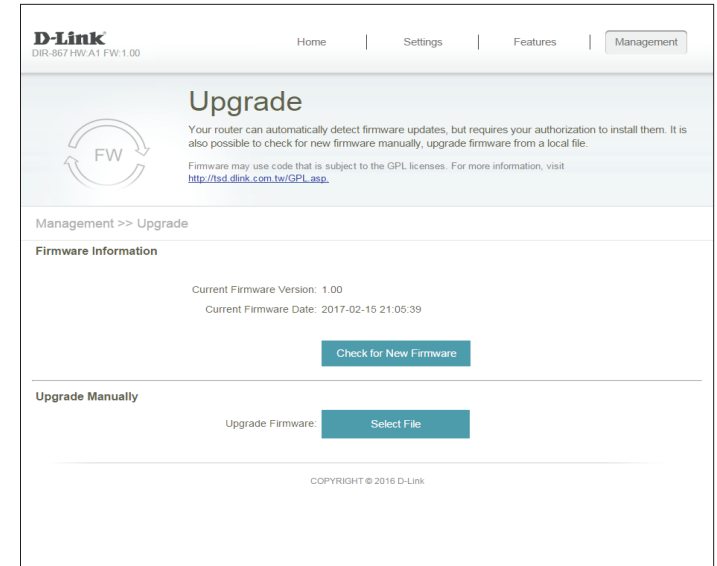 D-Link
DIR-867 HW:A1 FW:1.00
Home
Settings
Features
Management
FW
Upgrade
Your router can automatically detect firmware updates, but requires your authorization to install them. It is
also possible to check for new firmware manually, upgrade firmware from a local file.
Firmware may use code that is subject to the GPL licenses. For more information, visit
http://tsd.dlink.com.tw/GPL.asp.
Management >> Upgrade
Firmware Information
Current Firmware Version: 1.00
Current Firmware Date: 2017-02-15 21:05:39
Check for New Firmware
Upgrade Manually
Upgrade Firmware: Select File
COPYRIGHT © 2016 D-Link